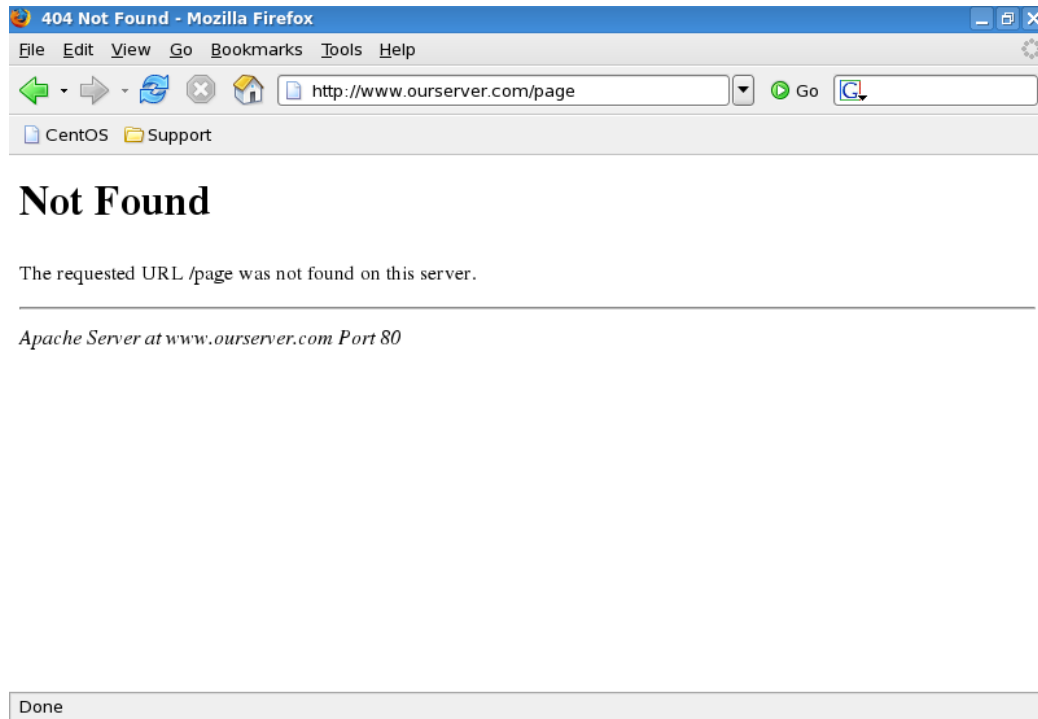 404 Not Found - Mozilla Firefox
File Edit View Go Bookmarks Tools Help
http://www.ourserver.com/page Go G
CentOS Support
Not Found
The requested URL /page was not found on this server.
Apache Server at www.ourserver.com Port 80
Done